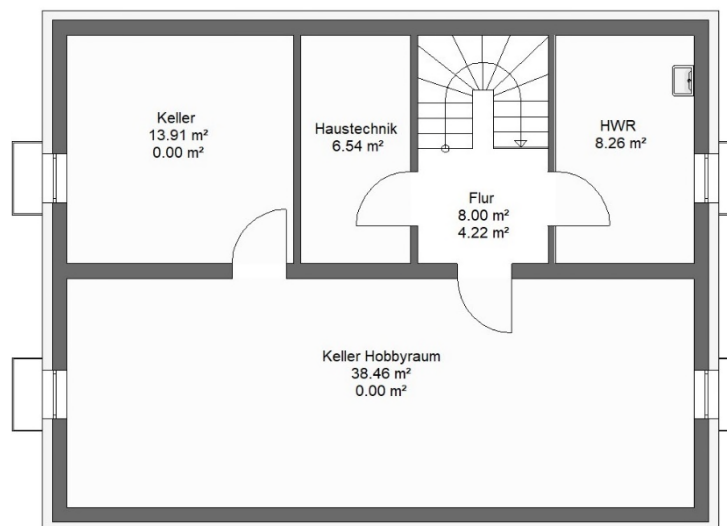 Keller
13.91 m²
0.00 m²
Haustechnik
6.54 m²
HWR
8.26 m²
Flur
8.00 m²
4.22 m²
Keller Hobbyraum
38.46 m²
0.00 m²